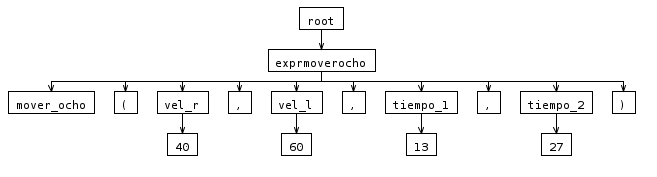 root
exprmoverocho
mover_ocho ( vel_r , vel_l , tiempo_1 , tiempo_2 )
40 60 13 27